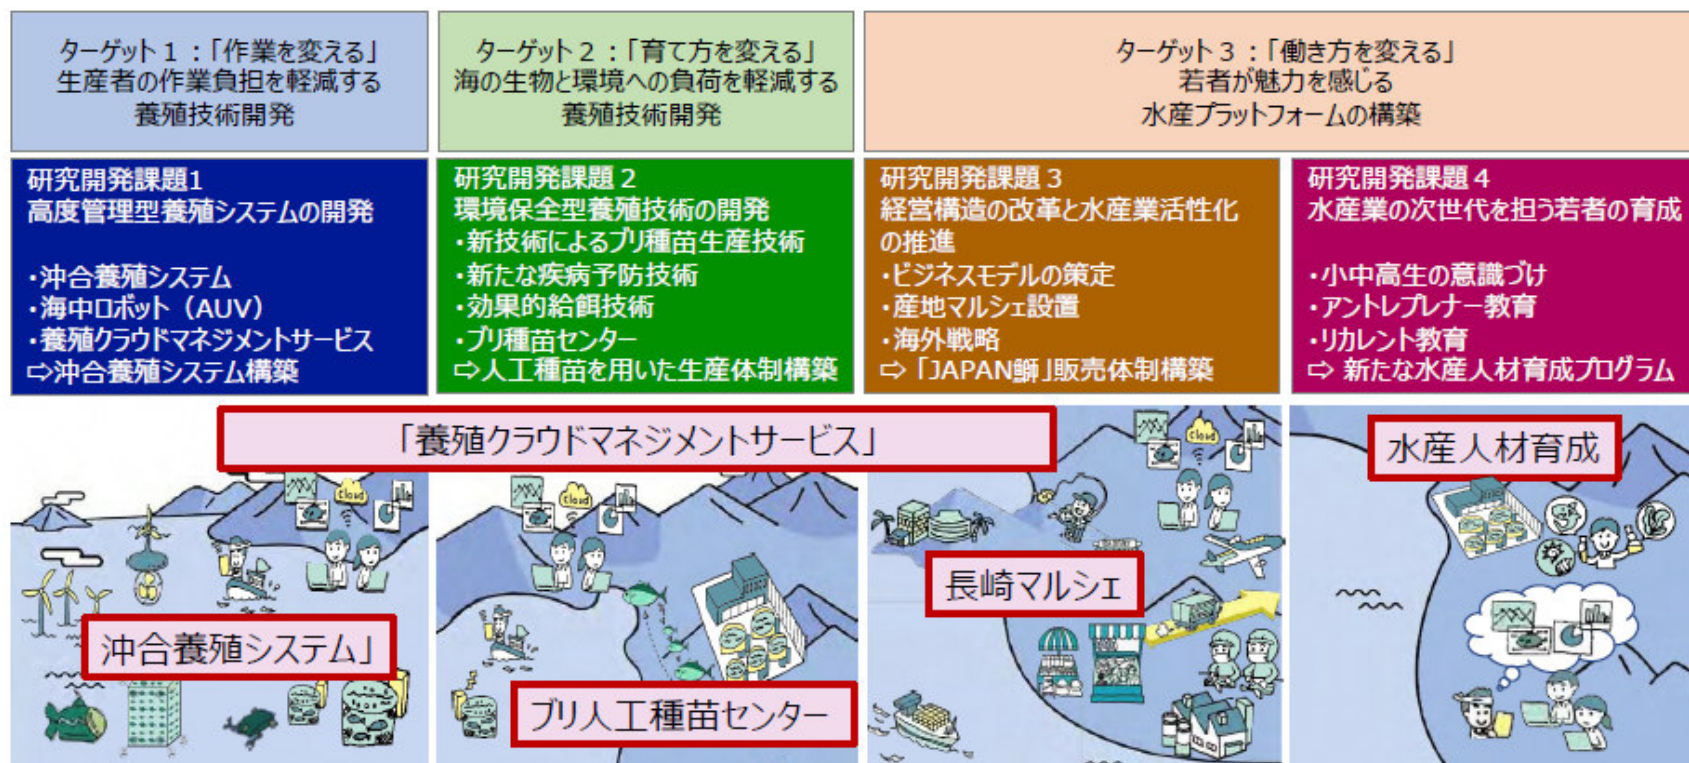 ターゲット1：「作業を変える」
生産者の作業負担を軽減する
養殖技術開発
ターゲット2：「育て方を変える」
海の生物と環境への負荷を軽減する
養殖技術開発
ターゲット3：「働き方を変える」
若者が魅力を感じる
水産プラットフォームの構築
研究開発課題1
高度管理型養殖システムの開発
・沖合養殖システム
・海中ロボット（AUV）
・養殖クラウドマネジメントサービス
⇨沖合養殖システム構築
研究開発課題2
環境保全型養殖技術の開発
・新技術によるブリ種苗生産技術
・新たな疾病予防技術
・効果的給餌技術
・ブリ種苗センター
⇨人工種苗を用いた生産体制構築
研究開発課題3
経営構造の改革と水産業活性化
の推進
・ビジネスモデルの策定
・産地マルシェ設置
・海外戦略
⇨「JAPAN鰤」販売体制構築
研究開発課題4
水産業の次世代を担う若者の育成
・小中高生の意識づけ
・アントレプレナー教育
・リカレント教育
⇨ 新たな水産人材育成プログラム
「養殖クラウドマネジメントサービス」
水産人材育成
cloud
cloud
cloud
長崎マルシェ
沖合養殖システム」
ブリ人工種苗センター